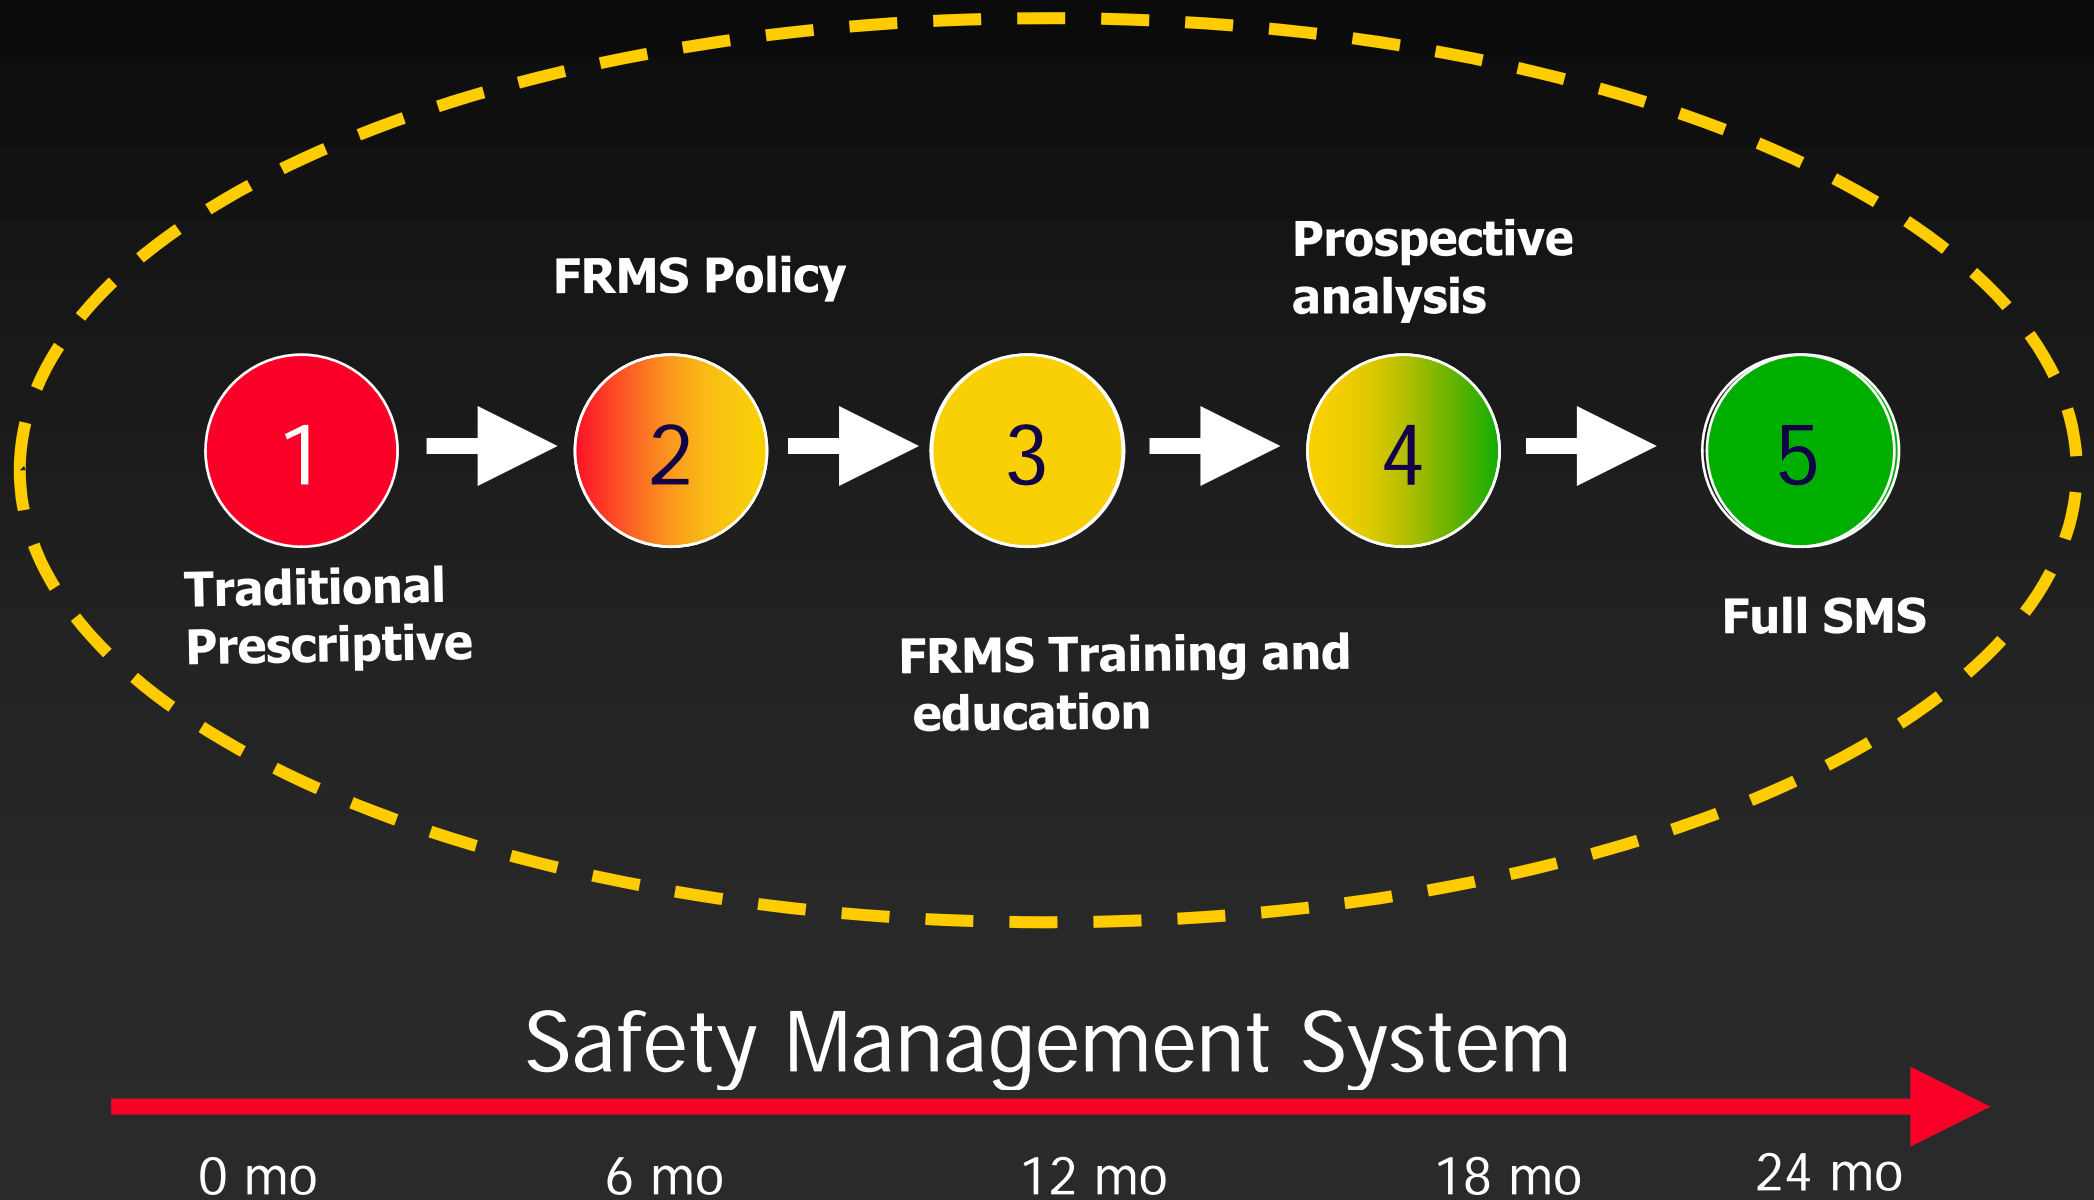 Prospective
analysis
FRMS Policy
1
2
3
4
5
Traditional
Prescriptive
FRMS Training and
education
Full SMS
Safety Management System
0 mo
6 mo
12 mo
18 mo
24 mo